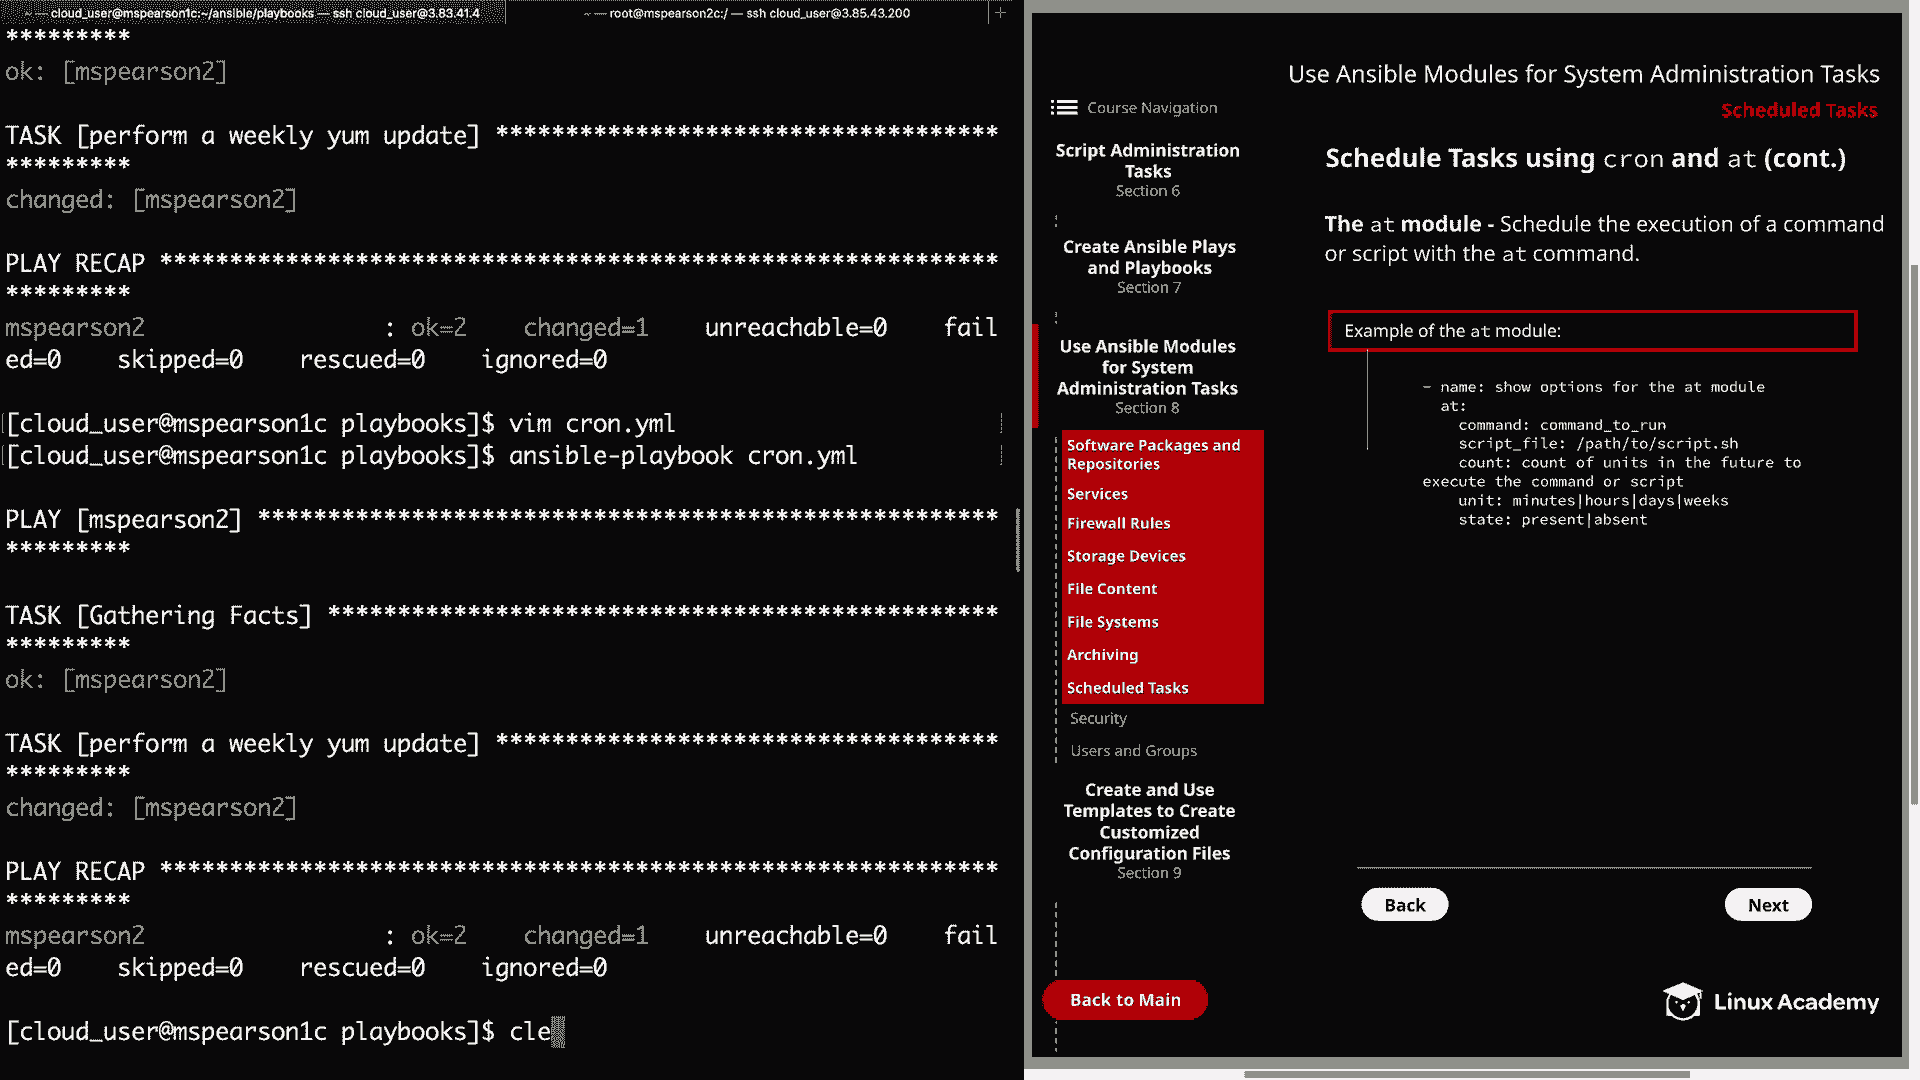 ~ — cloud_user@mspearson1c:~/ansible/playbooks — ssh cloud_user@3.83.41.4
~ — root@mspearson2c:/ — ssh cloud_user@3.85.43.200
+
*********
ok: [mspearson2]
TASK [perform a weekly yum update] ************************************
*********
changed: [mspearson2]
PLAY RECAP ************************************************************
*********
mspearson2                 : ok=2    changed=1    unreachable=0    fail
ed=0    skipped=0    rescued=0    ignored=0
[cloud_user@mspearson1c playbooks]$ vim cron.yml
[cloud_user@mspearson1c playbooks]$ ansible-playbook cron.yml
PLAY [mspearson2] *****************************************************
*********
TASK [Gathering Facts] ************************************************
*********
ok: [mspearson2]
TASK [perform a weekly yum update] ************************************
*********
changed: [mspearson2]
PLAY RECAP ************************************************************
*********
mspearson2                 : ok=2    changed=1    unreachable=0    fail
ed=0    skipped=0    rescued=0    ignored=0
[cloud_user@mspearson1c playbooks]$ cle
Use Ansible Modules for System Administration Tasks
Scheduled Tasks
Course Navigation
Script Administration
Tasks
Section 6
Create Ansible Plays
and Playbooks
Section 7
Use Ansible Modules
for System
Administration Tasks
Section 8
Software Packages and
Repositories
Services
Firewall Rules
Storage Devices
File Content
File Systems
Archiving
Scheduled Tasks
Security
Users and Groups
Create and Use
Templates to Create
Customized
Configuration Files
Section 9
Back to Main
Schedule Tasks using cron and at (cont.)
The at module - Schedule the execution of a command
or script with the at command.
Example of the at module:
- name: show options for the at module
at:
command: command_to_run
script_file: /path/to/script.sh
count: count of units in the future to
execute the command or script
unit: minutes|hours|days|weeks
state: present|absent
Back
Next
Linux Academy